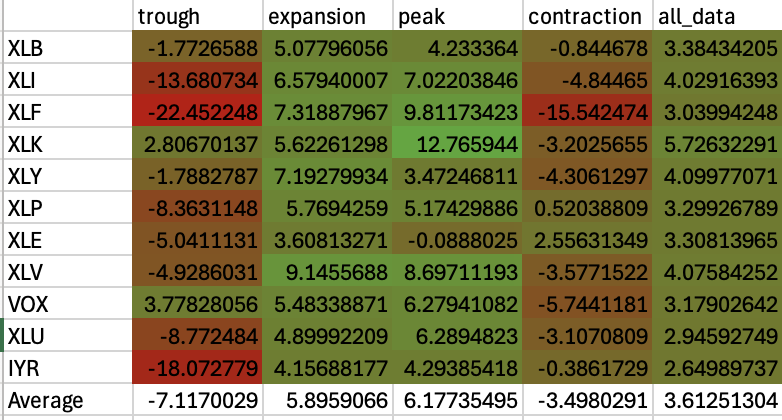 trough expansion peak contraction all_data
XLB -1.7726588 5.07796056 4.233364 -0.844678 3.38434205
XLI -13.680734 6.57940007 7.02203846 -4.84465 4.02916393
XLF -22.452248 7.31887967 9.81173423 -15.542474 3.03994248
XLK 2.80670137 5.62261298 12.765944 -3.2025655 5.72632291
XLY -1.7882787 7.19279934 3.47246811 -4.3061297 4.09977071
XLP -8.3631148 5.7694259 5.17429886 0.52038809 3.29926789
XLE -5.0411131 3.60813271 -0.0888025 2.55631349 3.30813965
XLV -4.9286031 9.1455688 8.69711193 -3.5771522 4.07584252
VOX 3.77828056 5.48338871 6.27941082 -5.7441181 3.17902642
XLU -8.772484 4.89992209 6.2894823 -3.1070809 2.94592749
IYR -18.072779 4.15688177 4.29385418 -0.3861729 2.64989737
Average -7.1170029 5.8959066 6.17735495 -3.4980291 3.61251304